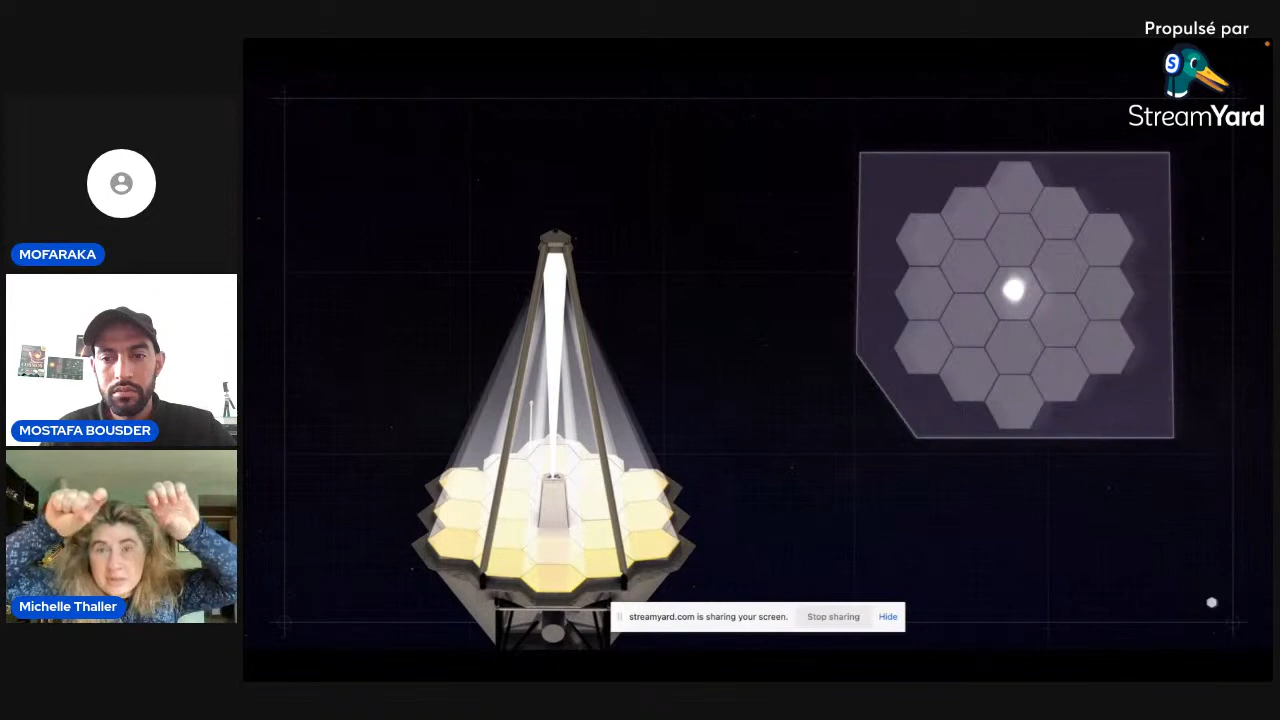 Propulsé par
StreamYard
MOFARAKA
MOSTAFA BOUSDER
Michelle Thaller
streamyard.com is sharing your screen.
Stop sharing
Hide